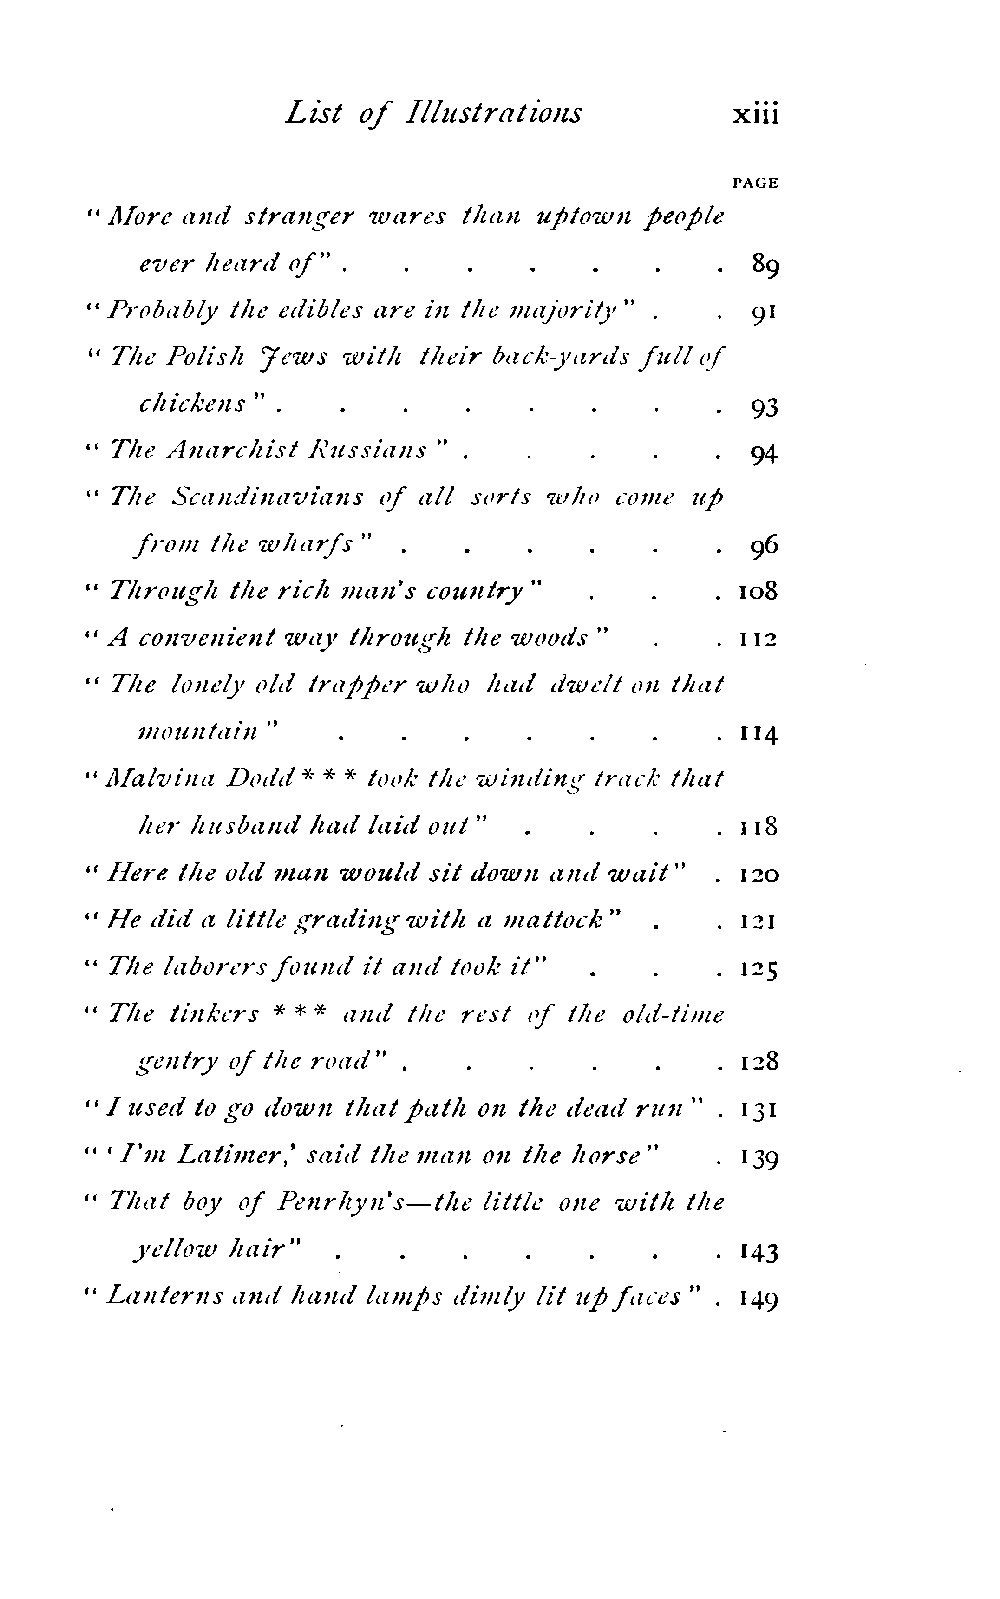 List of Illustrations xiii
PAGE
“More and stranger wares than uptown people
ever heard of” . . . . . . . 89
“Probably the edibles are in the majority” . . 91
“The Polish Jews with their back-yards full of
chickens” . . . . . . . . 93
“The Anarchist Russians” . . . . . 94
“The Scandinavians of all sorts who come up
from the wharfs” . . . . . . 96
“Through the rich man's country” . . . 108
“A convenient way through the woods” . . 112
“The lonely old trapper who had dwelt on that
mountain” . . . . . . . 114
“Malvina Dodd * * * took the winding track that
her husband had laid out” . . . . 118
“Here the old man would sit down and wait” . 120
“He did a little grading with a mattock” . . 121
“The laborers found it and took it” . . . 125
“The tinkers * * * and the rest of the old-time
gentry of the road” . . . . . . 128
“I used to go down that path on the dead run” . 131
“‘I'm Latimer,’ said the man on the horse” . 139
“That boy of Penrhyn's—the little one with the
yellow hair” . . . . . . . 143
“Lanterns and hand lamps dimly lit up faces” . 149